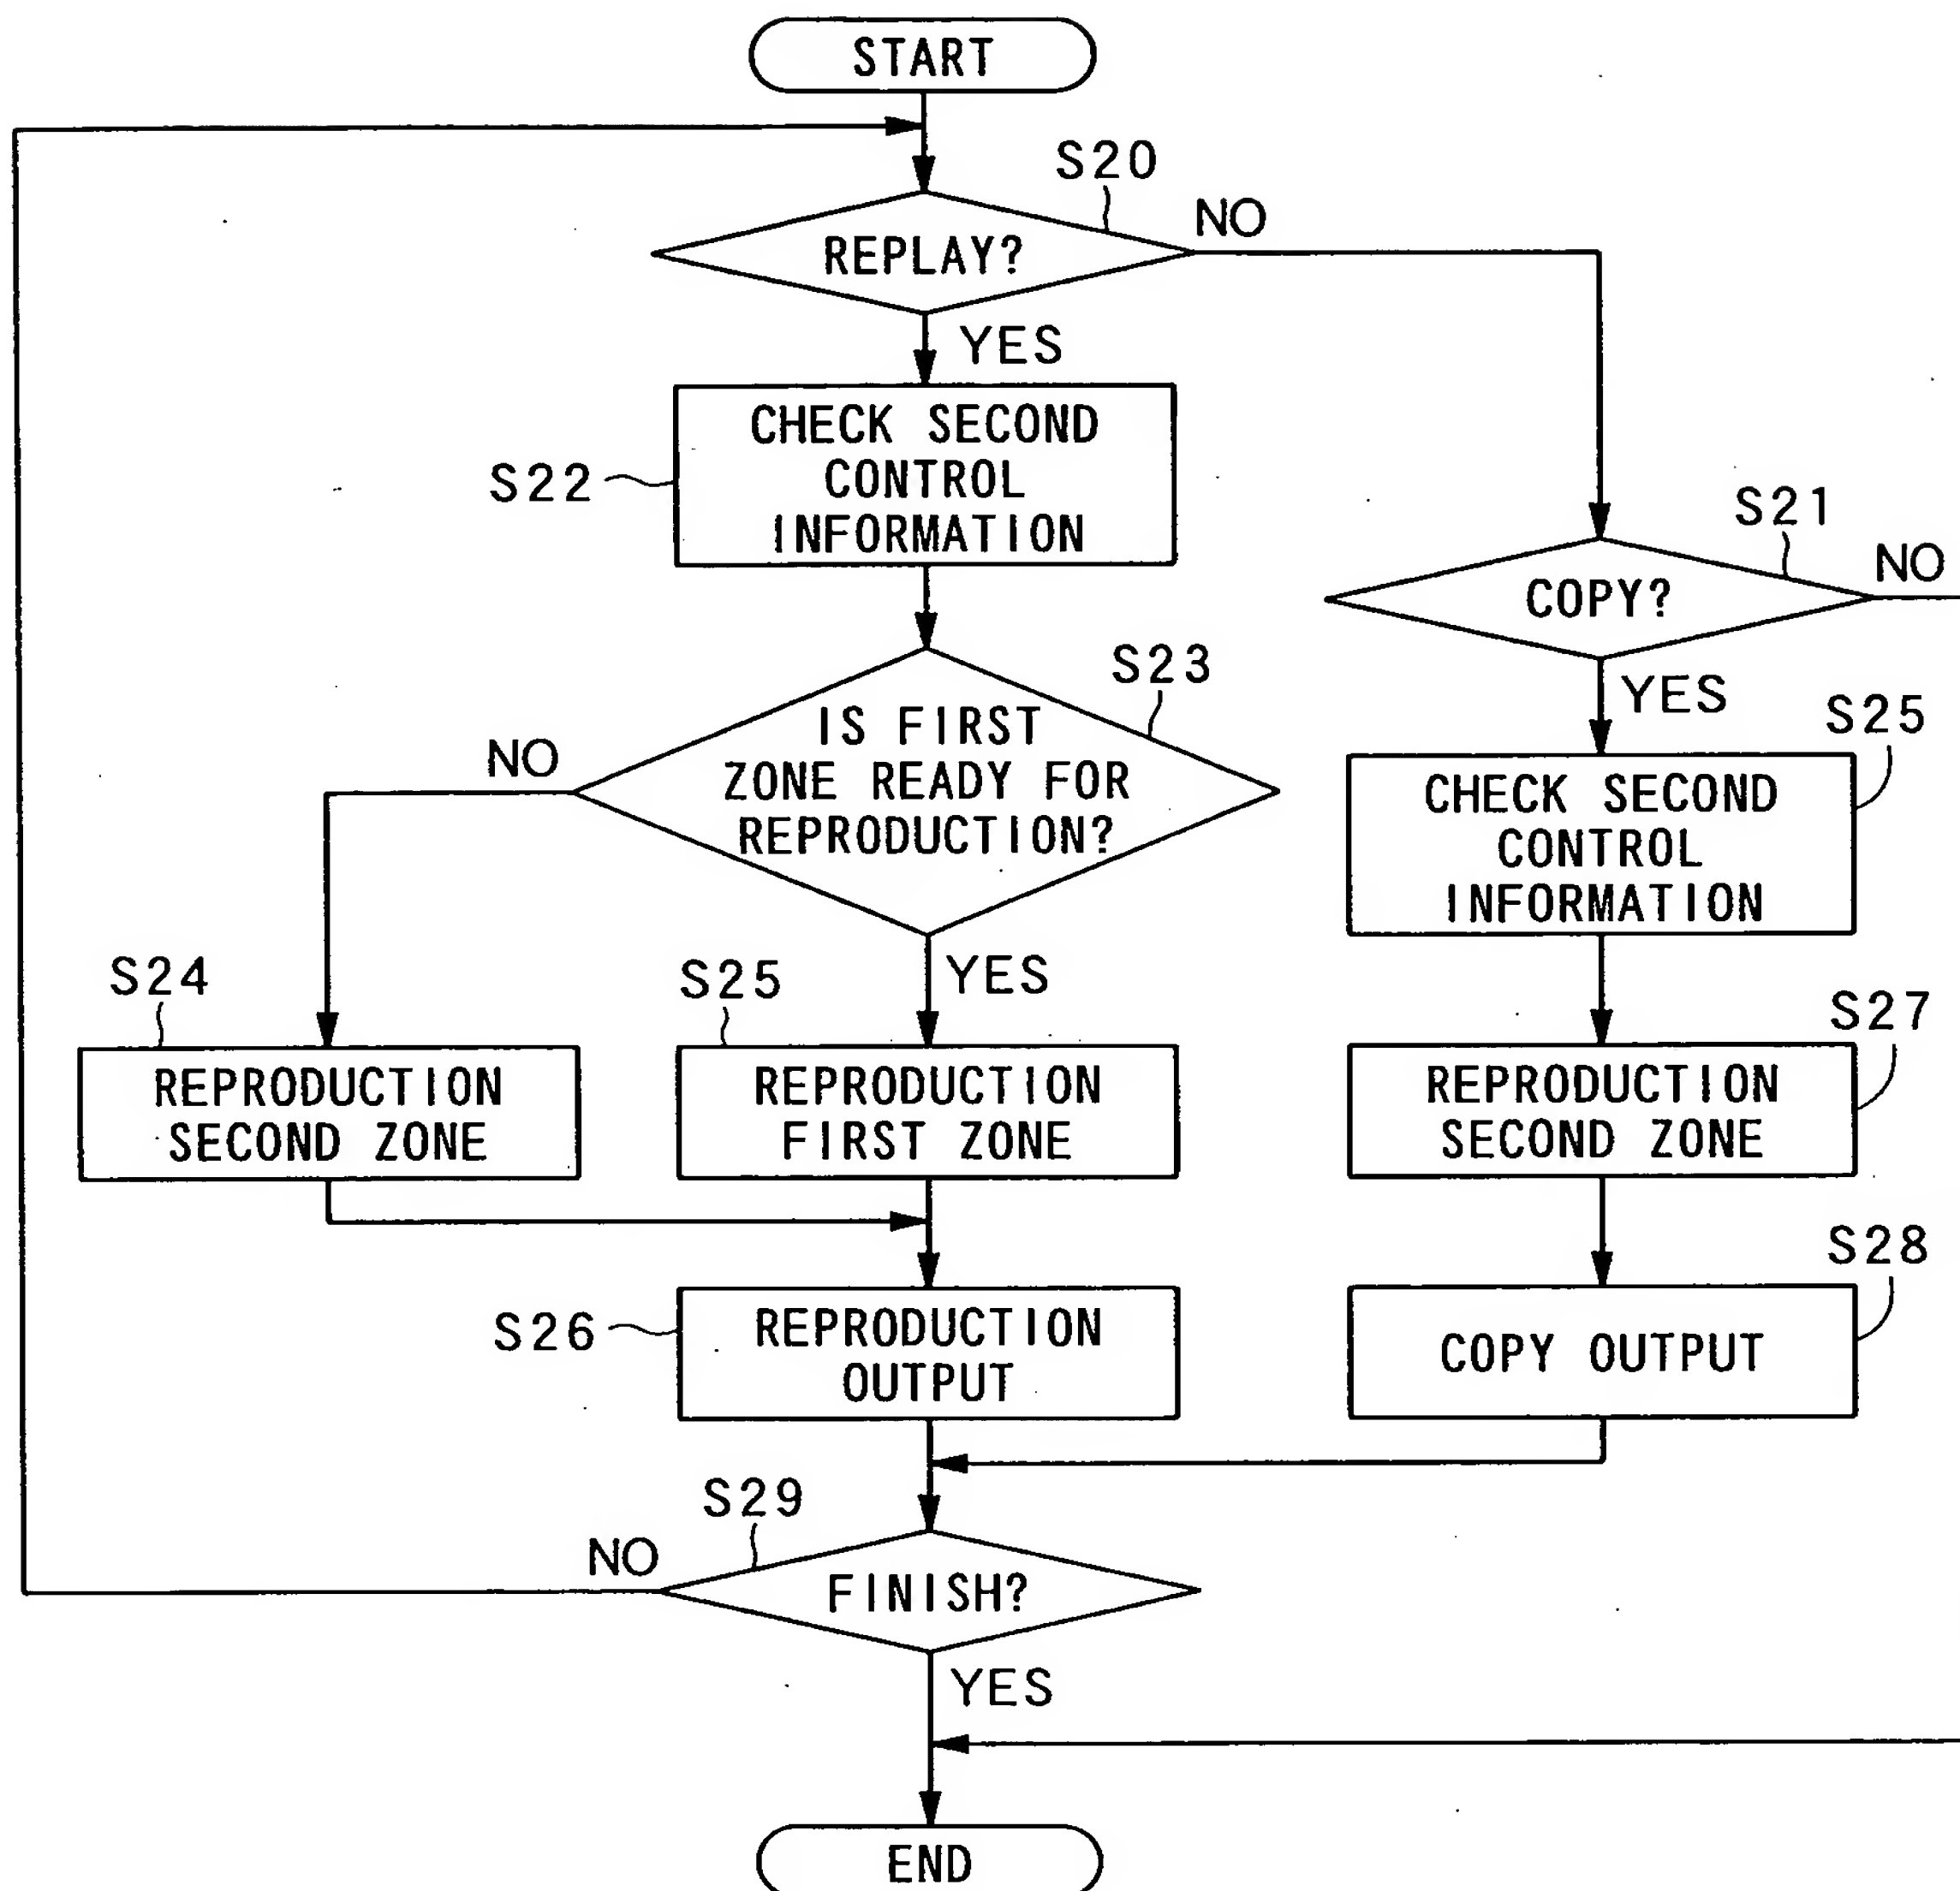 START
S20
REPLAY?
NO
YES
CHECK SECOND
CONTROL
INFORMATION
S22
S21
COPY?
NO
YES
S23
IS FIRST
ZONE READY FOR
REPRODUCTION?
NO
YES
S25
CHECK SECOND
CONTROL
INFORMATION
S24
REPRODUCTION
SECOND ZONE
S25
REPRODUCTION
FIRST ZONE
S27
REPRODUCTION
SECOND ZONE
S26
REPRODUCTION
OUTPUT
S28
COPY OUTPUT
S29
NO
FINISH?
YES
END